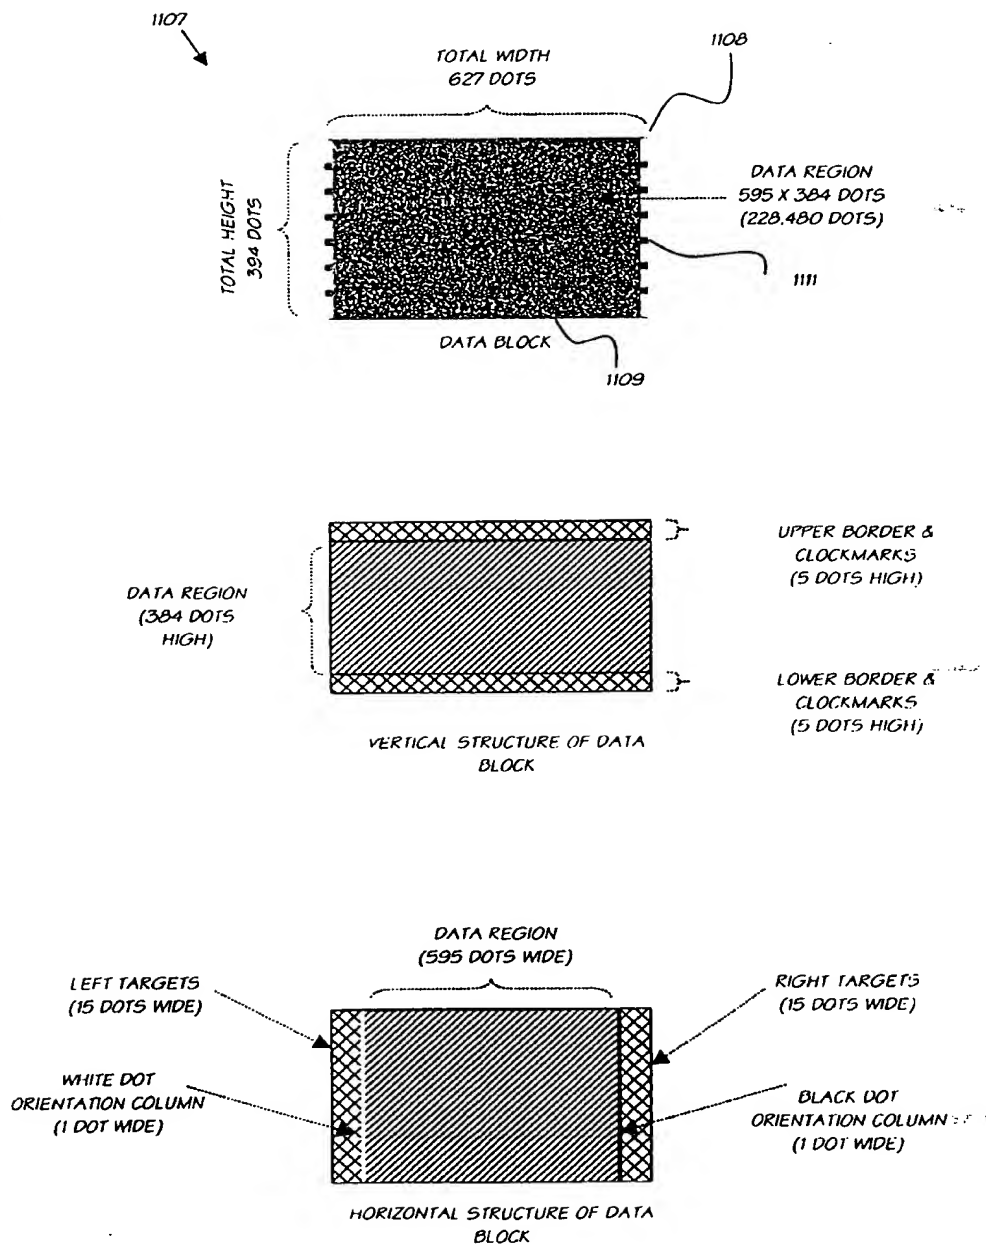 1107
1108
TOTAL WIDTH
627 DOTS
TOTAL HEIGHT
394 DOTS
DATA REGION
595 X 384 DOTS
(228,480 DOTS)
1111
DATA BLOCK
1109
UPPER BORDER &
CLOCKMARKS
(5 DOTS HIGH)
DATA REGION
(384 DOTS
HIGH)
LOWER BORDER &
CLOCKMARKS
(5 DOTS HIGH)
VERTICAL STRUCTURE OF DATA
BLOCK
DATA REGION
(595 DOTS WIDE)
LEFT TARGETS
(15 DOTS WIDE)
RIGHT TARGETS
(15 DOTS WIDE)
WHITE DOT
ORIENTATION COLUMN
(1 DOT WIDE)
BLACK DOT
ORIENTATION COLUMN
(1 DOT WIDE)
HORIZONTAL STRUCTURE OF DATA
BLOCK